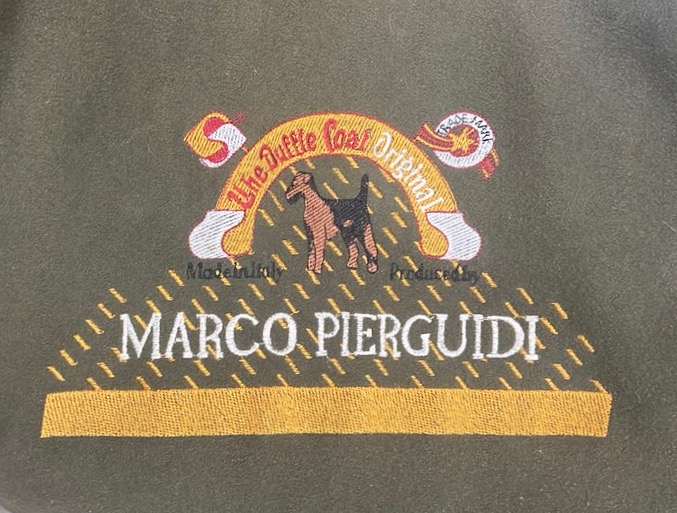 The Duffle Coat Original
TRADE MARK
Made in Italy
Produced by
MARCO PIERGUIDI